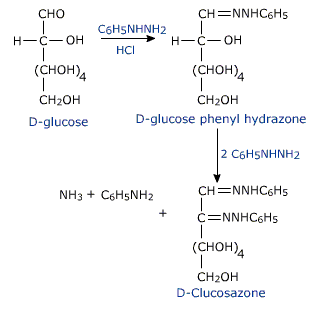 CHO
C6H5NHNH2
CH=NNHC6H5
H—C—OH
HCl
H—C—OH
(CHOH)4
(CHOH)4
CH2OH
CH2OH
D-glucose
D-glucose phenyl hydrazone
2 C6H5NHNH2
NH3 + C6H5NH2
CH=NNHC6H5
+
C=NNHC6H5
(CHOH)4
CH2OH
D-Clucosazone